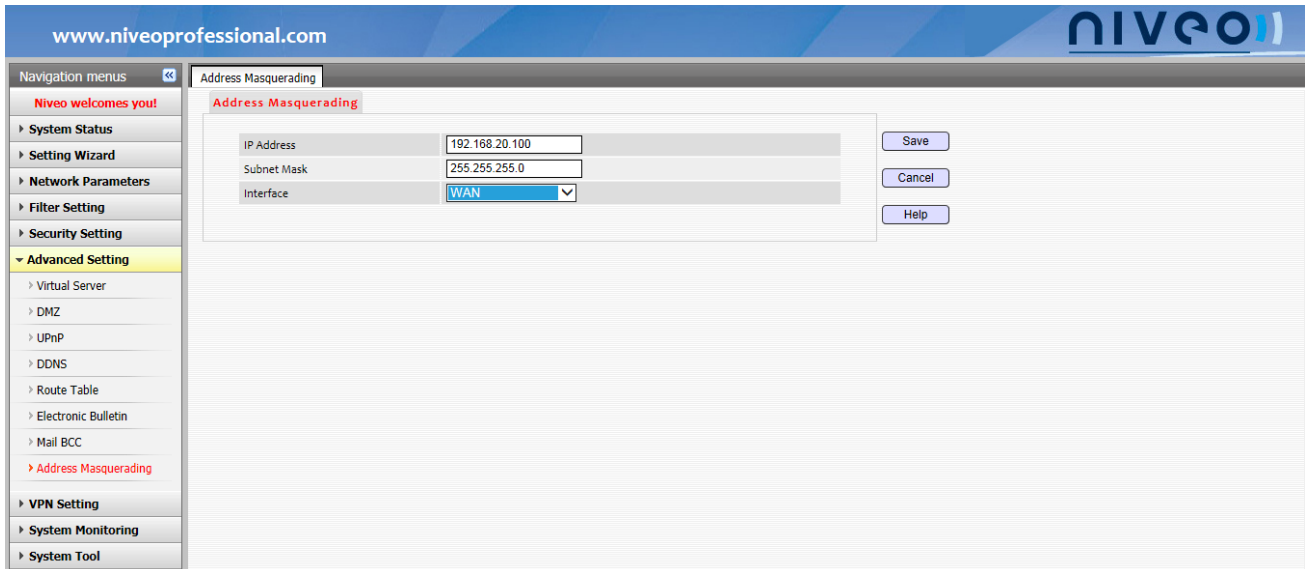 www.niveoprofessional.com
niveo
Navigation menus
Address Masquerading
Niveo welcomes you!
Address Masquerading
System Status
Setting Wizard
Network Parameters
Filter Setting
Security Setting
Advanced Setting
Virtual Server
DMZ
UPnP
DDNS
Route Table
Electronic Bulletin
Mail BCC
Address Masquerading
VPN Setting
System Monitoring
System Tool
IP Address 192.168.20.100
Subnet Mask 255.255.255.0
Interface WAN
Save
Cancel
Help